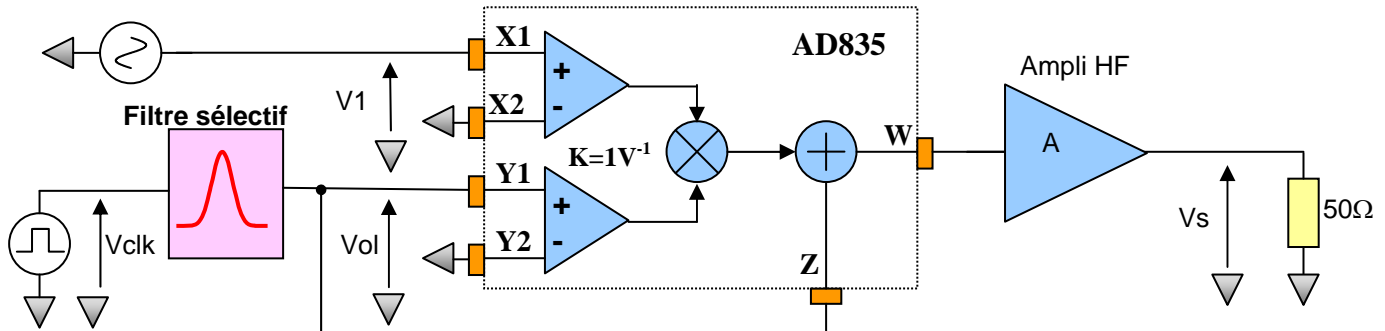 X1
AD835
Ampli HF
V1
X2
Filtre sélectif
W
A
K=1V-1
Y1
50Ω
Vclk
Vol
Vs
Y2
Z
+
-
+
-